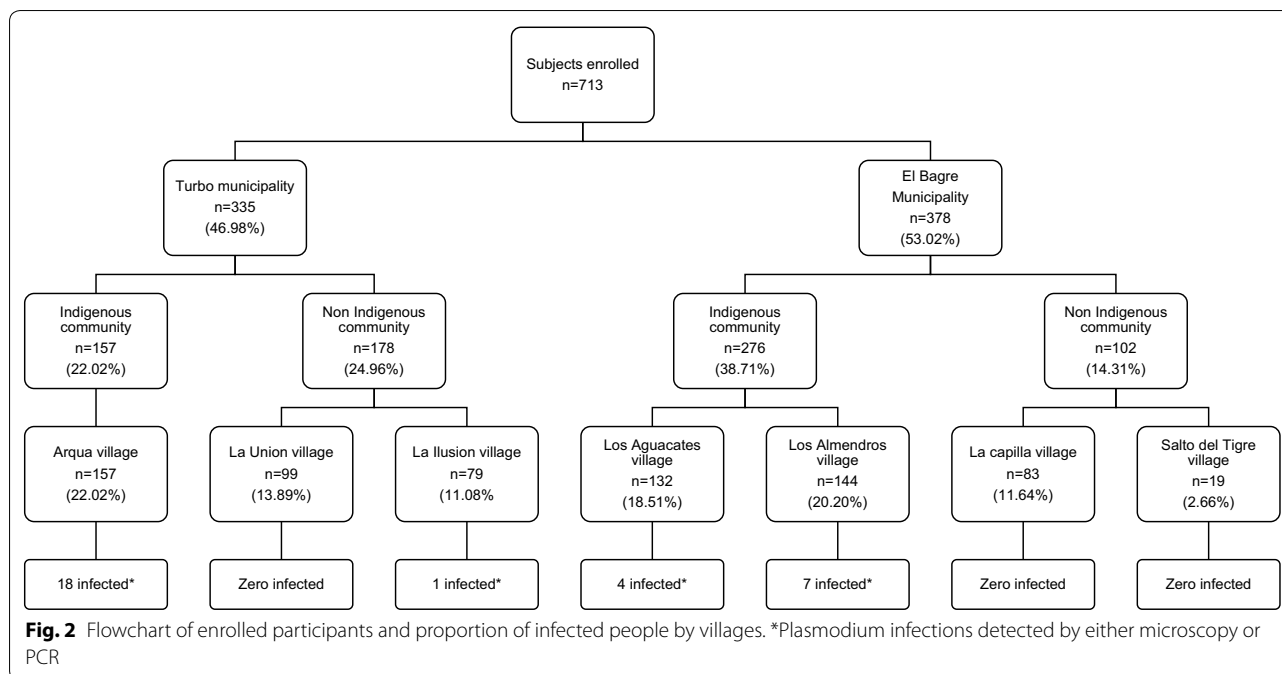 Subjects enrolled
n=713
Turbo municipality
n=335
(46.98%)
El Bagre
Municipality
n=378
(53.02%)
Indigenous
community
n=157
(22.02%)
Non Indigenous
community
n=178
(24.96%)
Indigenous
community
n=276
(38.71%)
Non Indigenous
community
n=102
(14.31%)
Arqua village
n=157
(22.02%)
La Union village
n=99
(13.89%)
La Ilusion village
n=79
(11.08%
Los Aguacates
village
n=132
(18.51%)
Los Almendros
village
n=144
(20.20%)
La capilla village
n=83
(11.64%)
Salto del Tigre
village
n=19
(2.66%)
18 infected*
Zero infected
1 infected*
4 infected*
7 infected*
Zero infected
Zero infected
Fig. 2 Flowchart of enrolled participants and proportion of infected people by villages. *Plasmodium infections detected by either microscopy or
PCR